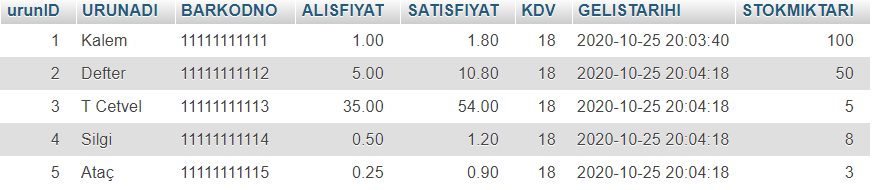 urunID URUNADI BARKODNO ALISFIYAT SATISFIYAT KDV GELISTARIHI STOKMIKTARI
1 Kalem 11111111111 1.00 1.80 18 2020-10-25 20:03:40 100
2 Defter 11111111112 5.00 10.80 18 2020-10-25 20:04:18 50
3 T Cetvel 11111111113 35.00 54.00 18 2020-10-25 20:04:18 5
4 Silgi 11111111114 0.50 1.20 18 2020-10-25 20:04:18 8
5 Ataç 11111111115 0.25 0.90 18 2020-10-25 20:04:18 3